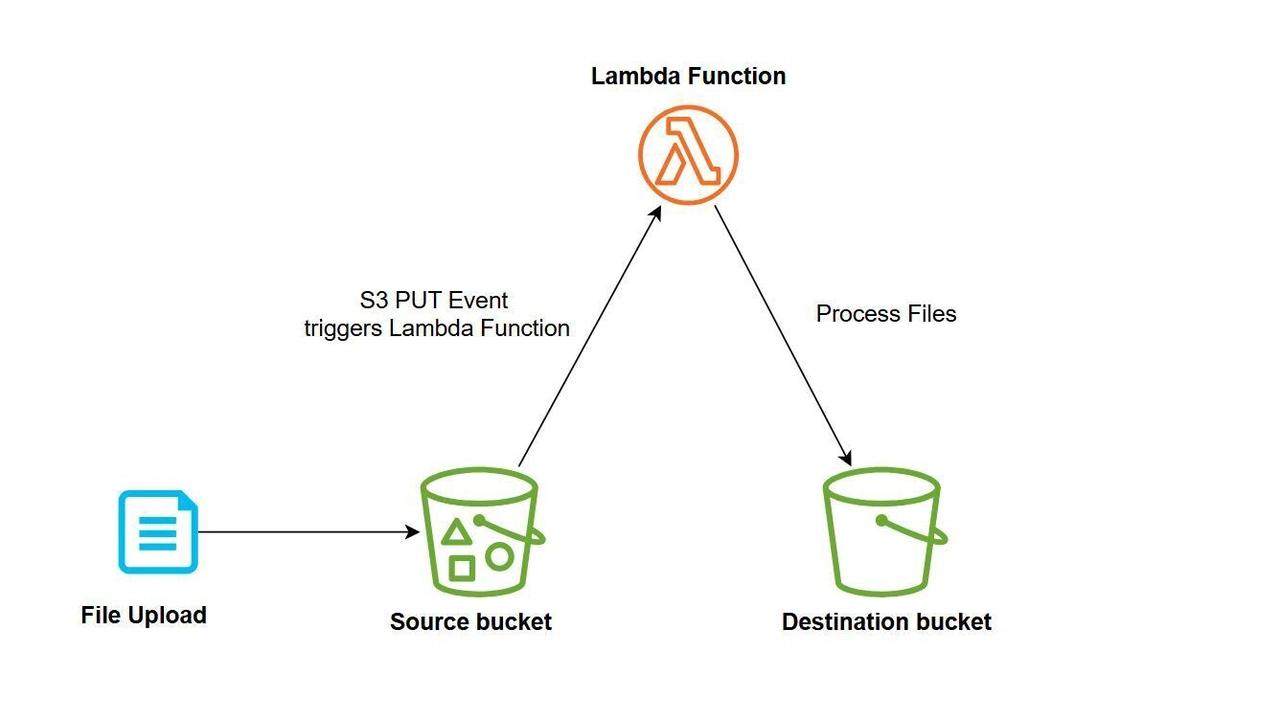 Lambda Function
S3 PUT Event
triggers Lambda Function
Process Files
File Upload
Source bucket
Destination bucket